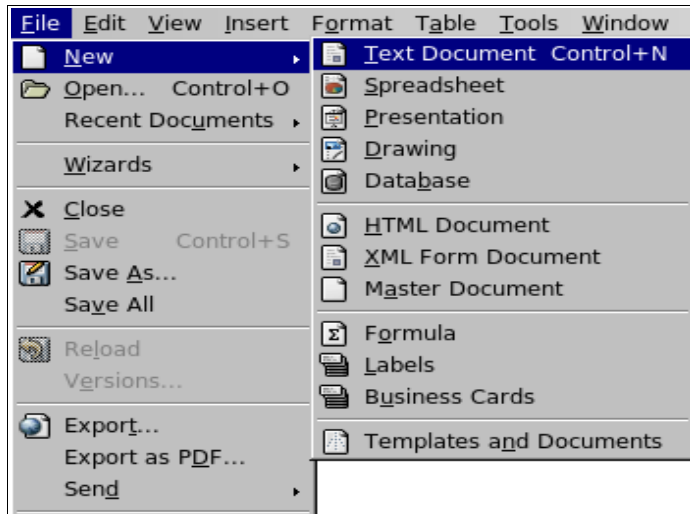 File Edit View Insert Format Table Tools Window
New
Open... Control+O
Recent Documents
Wizards
Close
Save Control+S
Save As...
Save All
Reload
Versions...
Export...
Export as PDF...
Send
Text Document Control+N
Spreadsheet
Presentation
Drawing
Database
HTML Document
XML Form Document
Master Document
Formula
Labels
Business Cards
Templates and Documents